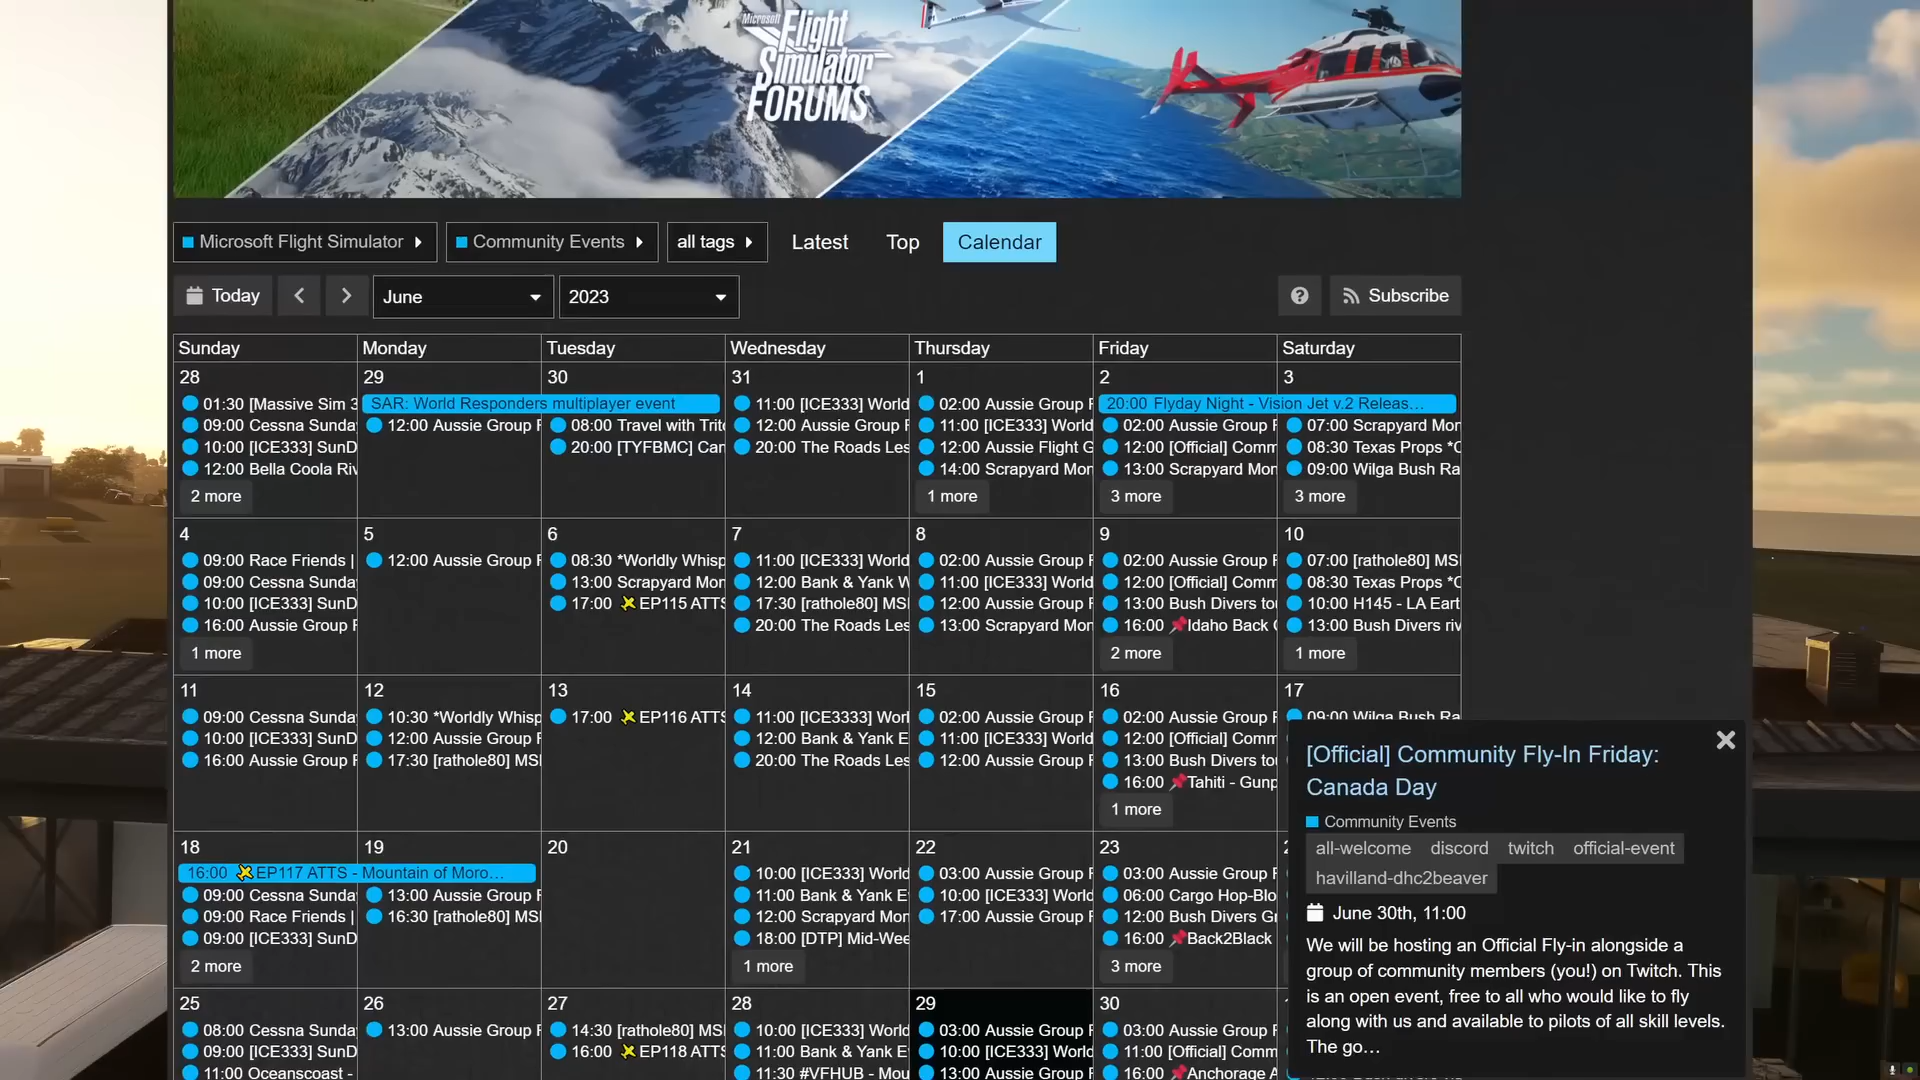 Microsoft
Flight
Simulator
FORUMS
Microsoft Flight Simulator
Community Events
all tags
Latest
Top
Calendar
Today
June
2023
Subscribe
Sunday Monday Tuesday Wednesday Thursday Friday Saturday
28 29 30 31 1 2 3
01:30 [Massive Sim 3
09:00 Cessna Sunda
10:00 [ICE333] SunD
12:00 Bella Coola Riv
2 more
SAR: World Responders multiplayer event
12:00 Aussie Group F
08:00 Travel with Trit
20:00 [TYFBMC] Can
11:00 [ICE333] World
12:00 Aussie Group F
20:00 The Roads Les
02:00 Aussie Group F
11:00 [ICE333] World
12:00 Aussie Flight G
14:00 Scrapyard Mon
1 more
20:00 Flyday Night - Vision Jet v.2 Releas…
02:00 Aussie Group F
12:00 [Official] Comm
13:00 Scrapyard Mon
3 more
07:00 Scrapyard Mon
08:30 Texas Props *C
09:00 Wilga Bush Ra
3 more
4 5 6 7 8 9 10
09:00 Race Friends |
09:00 Cessna Sunda
10:00 [ICE333] SunD
16:00 Aussie Group F
1 more
12:00 Aussie Group F
08:30 *Worldly Whisp
13:00 Scrapyard Mon
17:00 EP115 ATTS
11:00 [ICE333] World
12:00 Bank & Yank W
17:30 [rathole80] MSI
20:00 The Roads Les
02:00 Aussie Group F
11:00 [ICE333] World
12:00 Aussie Group F
13:00 Scrapyard Mon
02:00 Aussie Group F
12:00 [Official] Comm
13:00 Bush Divers tou
16:00 Idaho Back C
2 more
07:00 [rathole80] MSI
08:30 Texas Props *C
10:00 H145 - LA Eart
13:00 Bush Divers riv
1 more
11 12 13 14 15 16 17
09:00 Cessna Sunda
10:00 [ICE333] SunD
16:00 Aussie Group F
10:30 *Worldly Whisp
12:00 Aussie Group F
17:30 [rathole80] MSI
17:00 EP116 ATTS
11:00 [ICE3333] Worl
12:00 Bank & Yank E
20:00 The Roads Les
02:00 Aussie Group F
11:00 [ICE333] World
12:00 Aussie Group F
02:00 Aussie Group F
12:00 [Official] Comm
13:00 Bush Divers tou
16:00 Tahiti - Gunp
1 more
09:00 Wilga Bush Ra
18 19 20 21 22 23
16:00 EP117 ATTS - Mountain of Moro…
09:00 Cessna Sunda
09:00 Race Friends |
09:00 [ICE333] SunD
2 more
13:00 Aussie Group F
16:30 [rathole80] MSI
10:00 [ICE333] World
11:00 Bank & Yank E
12:00 Scrapyard Mon
18:00 [DTP] Mid-Wee
1 more
03:00 Aussie Group F
10:00 [ICE333] World
17:00 Aussie Group F
03:00 Aussie Group F
06:00 Cargo Hop-Blo
12:00 Bush Divers Gr
16:00 Back2Black
3 more
25 26 27 28 29 30
08:00 Cessna Sunda
09:00 [ICE333] SunD
11:00 Oceanscoast -
13:00 Aussie Group F
14:30 [rathole80] MSI
16:00 EP118 ATTS
10:00 [ICE333] World
11:00 Bank & Yank E
11:30 #VFHUB - Mou
03:00 Aussie Group F
10:00 [ICE333] World
13:00 Aussie Group F
03:00 Aussie Group F
11:00 [Official] Comm
16:00 Anchorage A
[Official] Community Fly-In Friday:
Canada Day
Community Events
all-welcome discord twitch official-event
havilland-dhc2beaver
June 30th, 11:00
We will be hosting an Official Fly-in alongside a
group of community members (you!) on Twitch. This
is an open event, free to all who would like to fly
along with us and available to pilots of all skill levels.
The go…